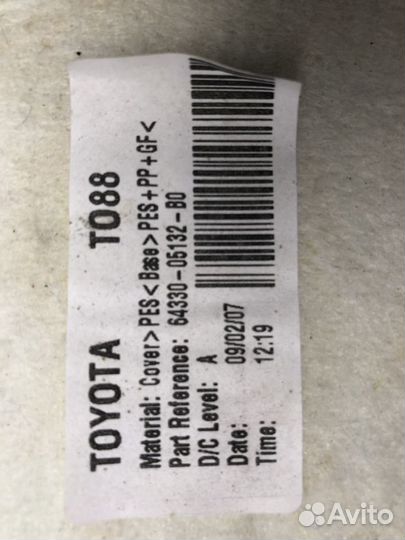 TOYOTA T088
Material: Cover>PES<Base>PES+PP+GF<
Part Reference: 64330-05132-B0
D/C Level: A
Date: 09/02/07
Time: 12:19
Avito